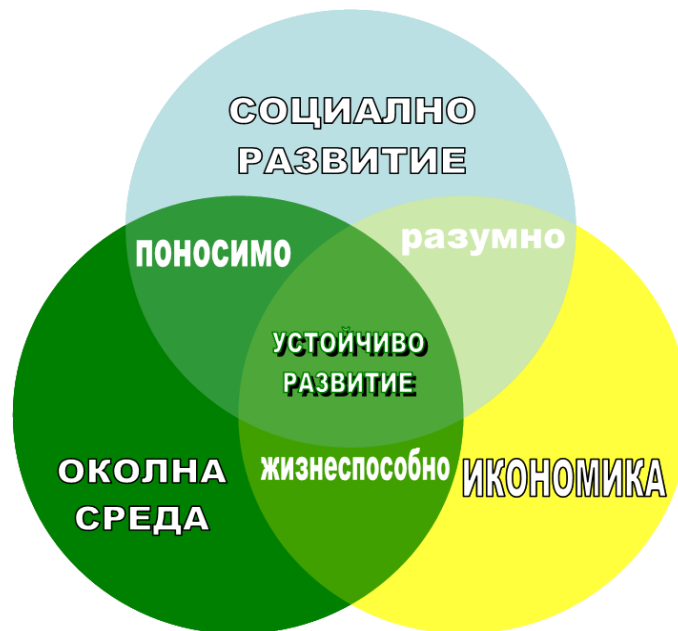 СОЦИАЛНО
РАЗВИТИЕ
поносимо
разумно
УСТОЙЧИВО
РАЗВИТИЕ
ОКОЛНА
СРЕДА
жизнеспособно
ИКОНОМИКА